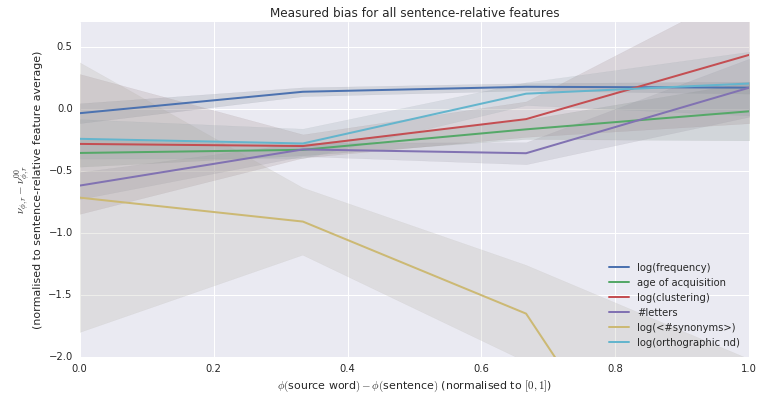 Measured bias for all sentence-relative features
ν_{ϕ,r} − ν^{00}_{ϕ,r}
(normalised to sentence-relative feature average)
0.5
0.0
−0.5
−1.0
−1.5
−2.0
log(frequency)
age of acquisition
log(clustering)
#letters
log(<#synonyms>)
log(orthographic nd)
0.0 0.2 0.4 0.6 0.8 1.0
ϕ(source word) − ϕ(sentence) (normalised to [0, 1])